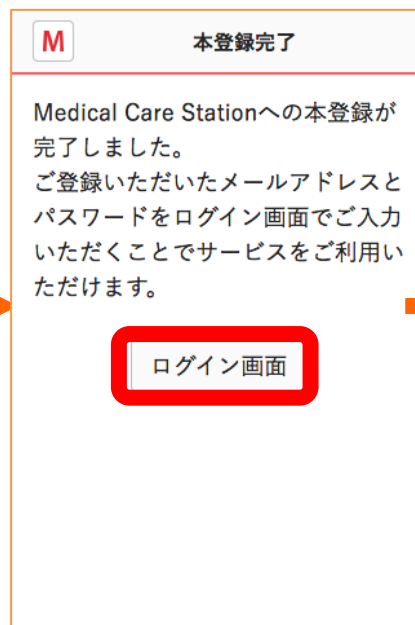 M 本登録完了
Medical Care Stationへの本登録が
完了しました。
ご登録いただいたメールアドレスと
パスワードをログイン画面でご入力
いただくことでサービスをご利用い
ただけます。
ログイン画面